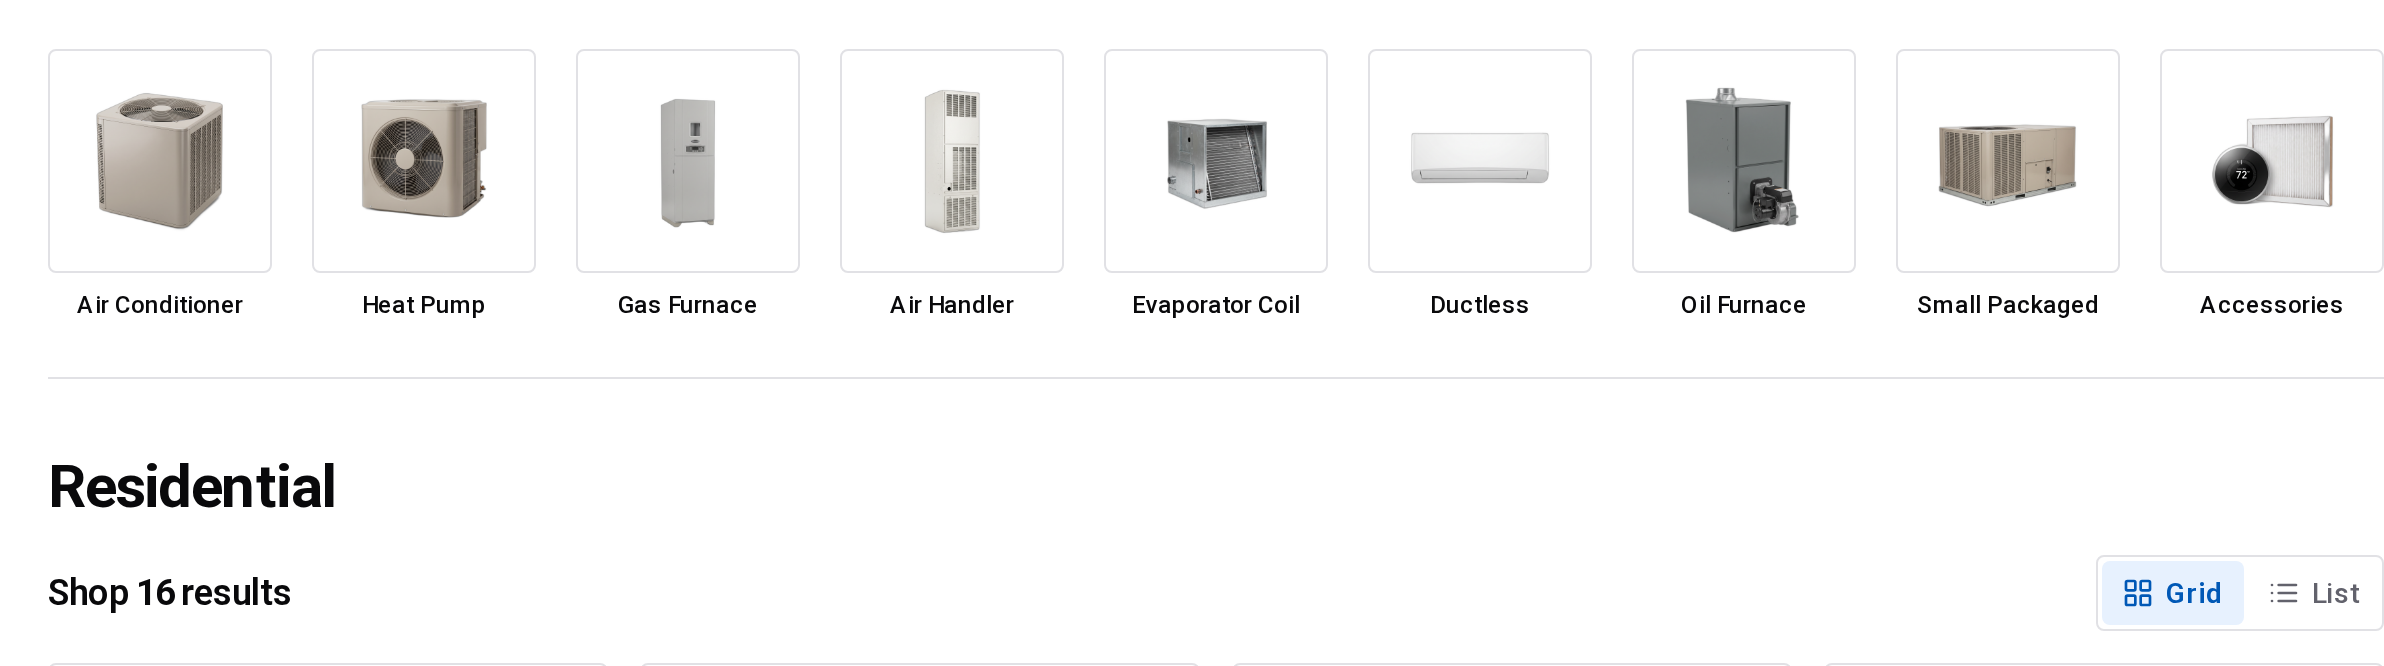 Air Conditioner
Heat Pump
Gas Furnace
Air Handler
Evaporator Coil
Ductless
Oil Furnace
Small Packaged
72
Accessories
Residential
Shop 16 results
Grid
List